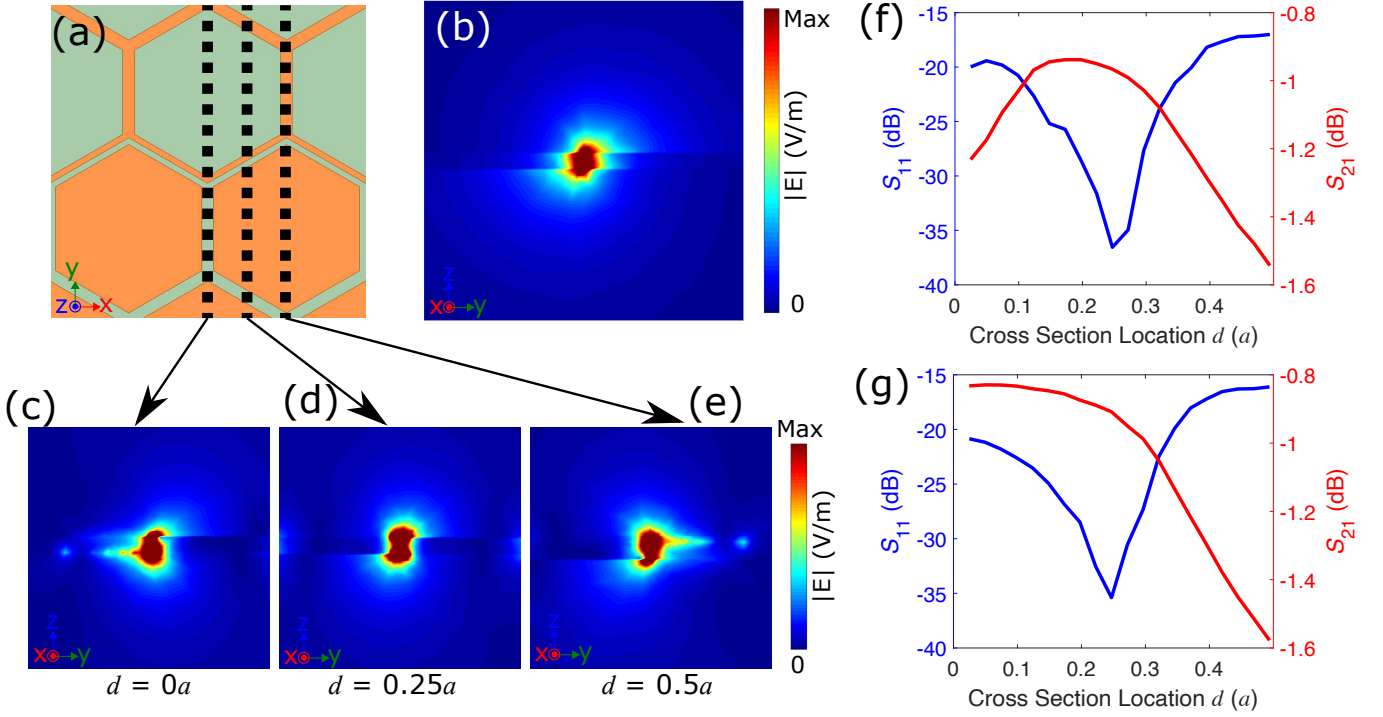 (a)
y
z
x
(b)
z
x
y
Max
|E| (V/m)
0
(c)
z
x
y
d = 0a
(d)
z
x
y
d = 0.25a
(e)
z
x
y
d = 0.5a
Max
|E| (V/m)
0
(f)
-15
-20
-25
-30
-35
-40
S11 (dB)
0
0.1
0.2
0.3
0.4
Cross Section Location d (a)
-0.8
-1
-1.2
-1.4
-1.6
S21 (dB)
(g)
-15
-20
-25
-30
-35
-40
S11 (dB)
0
0.1
0.2
0.3
0.4
Cross Section Location d (a)
-0.8
-1
-1.2
-1.4
-1.6
S21 (dB)